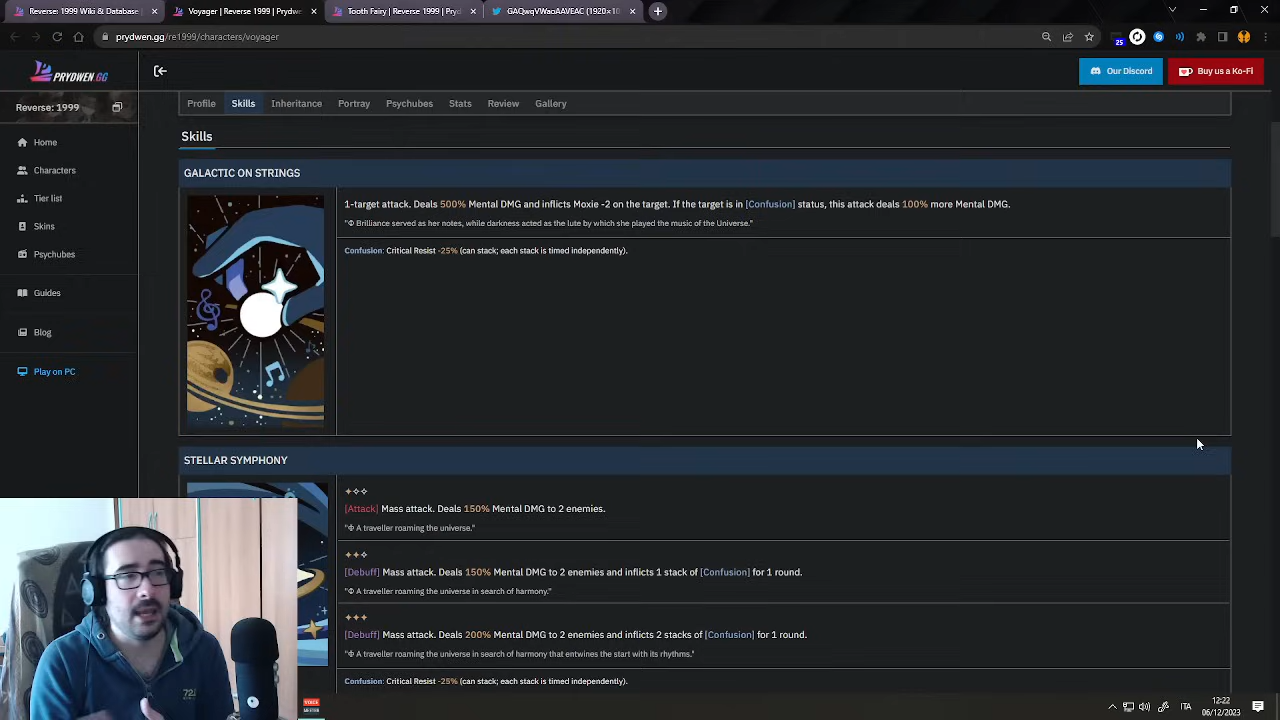 Reverse 1999 Wiki & Database
Voyager | Reverse 1999 | Prydwen
Tooth Fairy | Reverse 1999 | Pryd
GAQwqVWaoAAVEAC (1920×10
prydwen.gg/re1999/characters/voyager
25
PRYDWEN.GG
Our Discord
Buy us a Ko-Fi
Reverse: 1999
Home
Characters
Tier list
Skins
Psychubes
Guides
Blog
Play on PC
Profile
Skills
Inheritance
Portray
Psychubes
Stats
Review
Gallery
Skills
GALACTIC ON STRINGS
1-target attack. Deals 500% Mental DMG and inflicts Moxie -2 on the target. If the target is in [Confusion] status, this attack deals 100% more Mental DMG.
"Φ Brilliance served as her notes, while darkness acted as the lute by which she played the music of the Universe."
Confusion: Critical Resist -25% (can stack; each stack is timed independently).
STELLAR SYMPHONY
[Attack] Mass attack. Deals 150% Mental DMG to 2 enemies.
"Φ A traveller roaming the universe."
[Debuff] Mass attack. Deals 150% Mental DMG to 2 enemies and inflicts 1 stack of [Confusion] for 1 round.
"Φ A traveller roaming the universe in search of harmony."
[Debuff] Mass attack. Deals 200% Mental DMG to 2 enemies and inflicts 2 stacks of [Confusion] for 1 round.
"Φ A traveller roaming the universe in search of harmony that entwines the start with its rhythms."
Confusion: Critical Resist -25% (can stack; each stack is timed independently).
VOICE
MEETER
12:22
06/12/2023